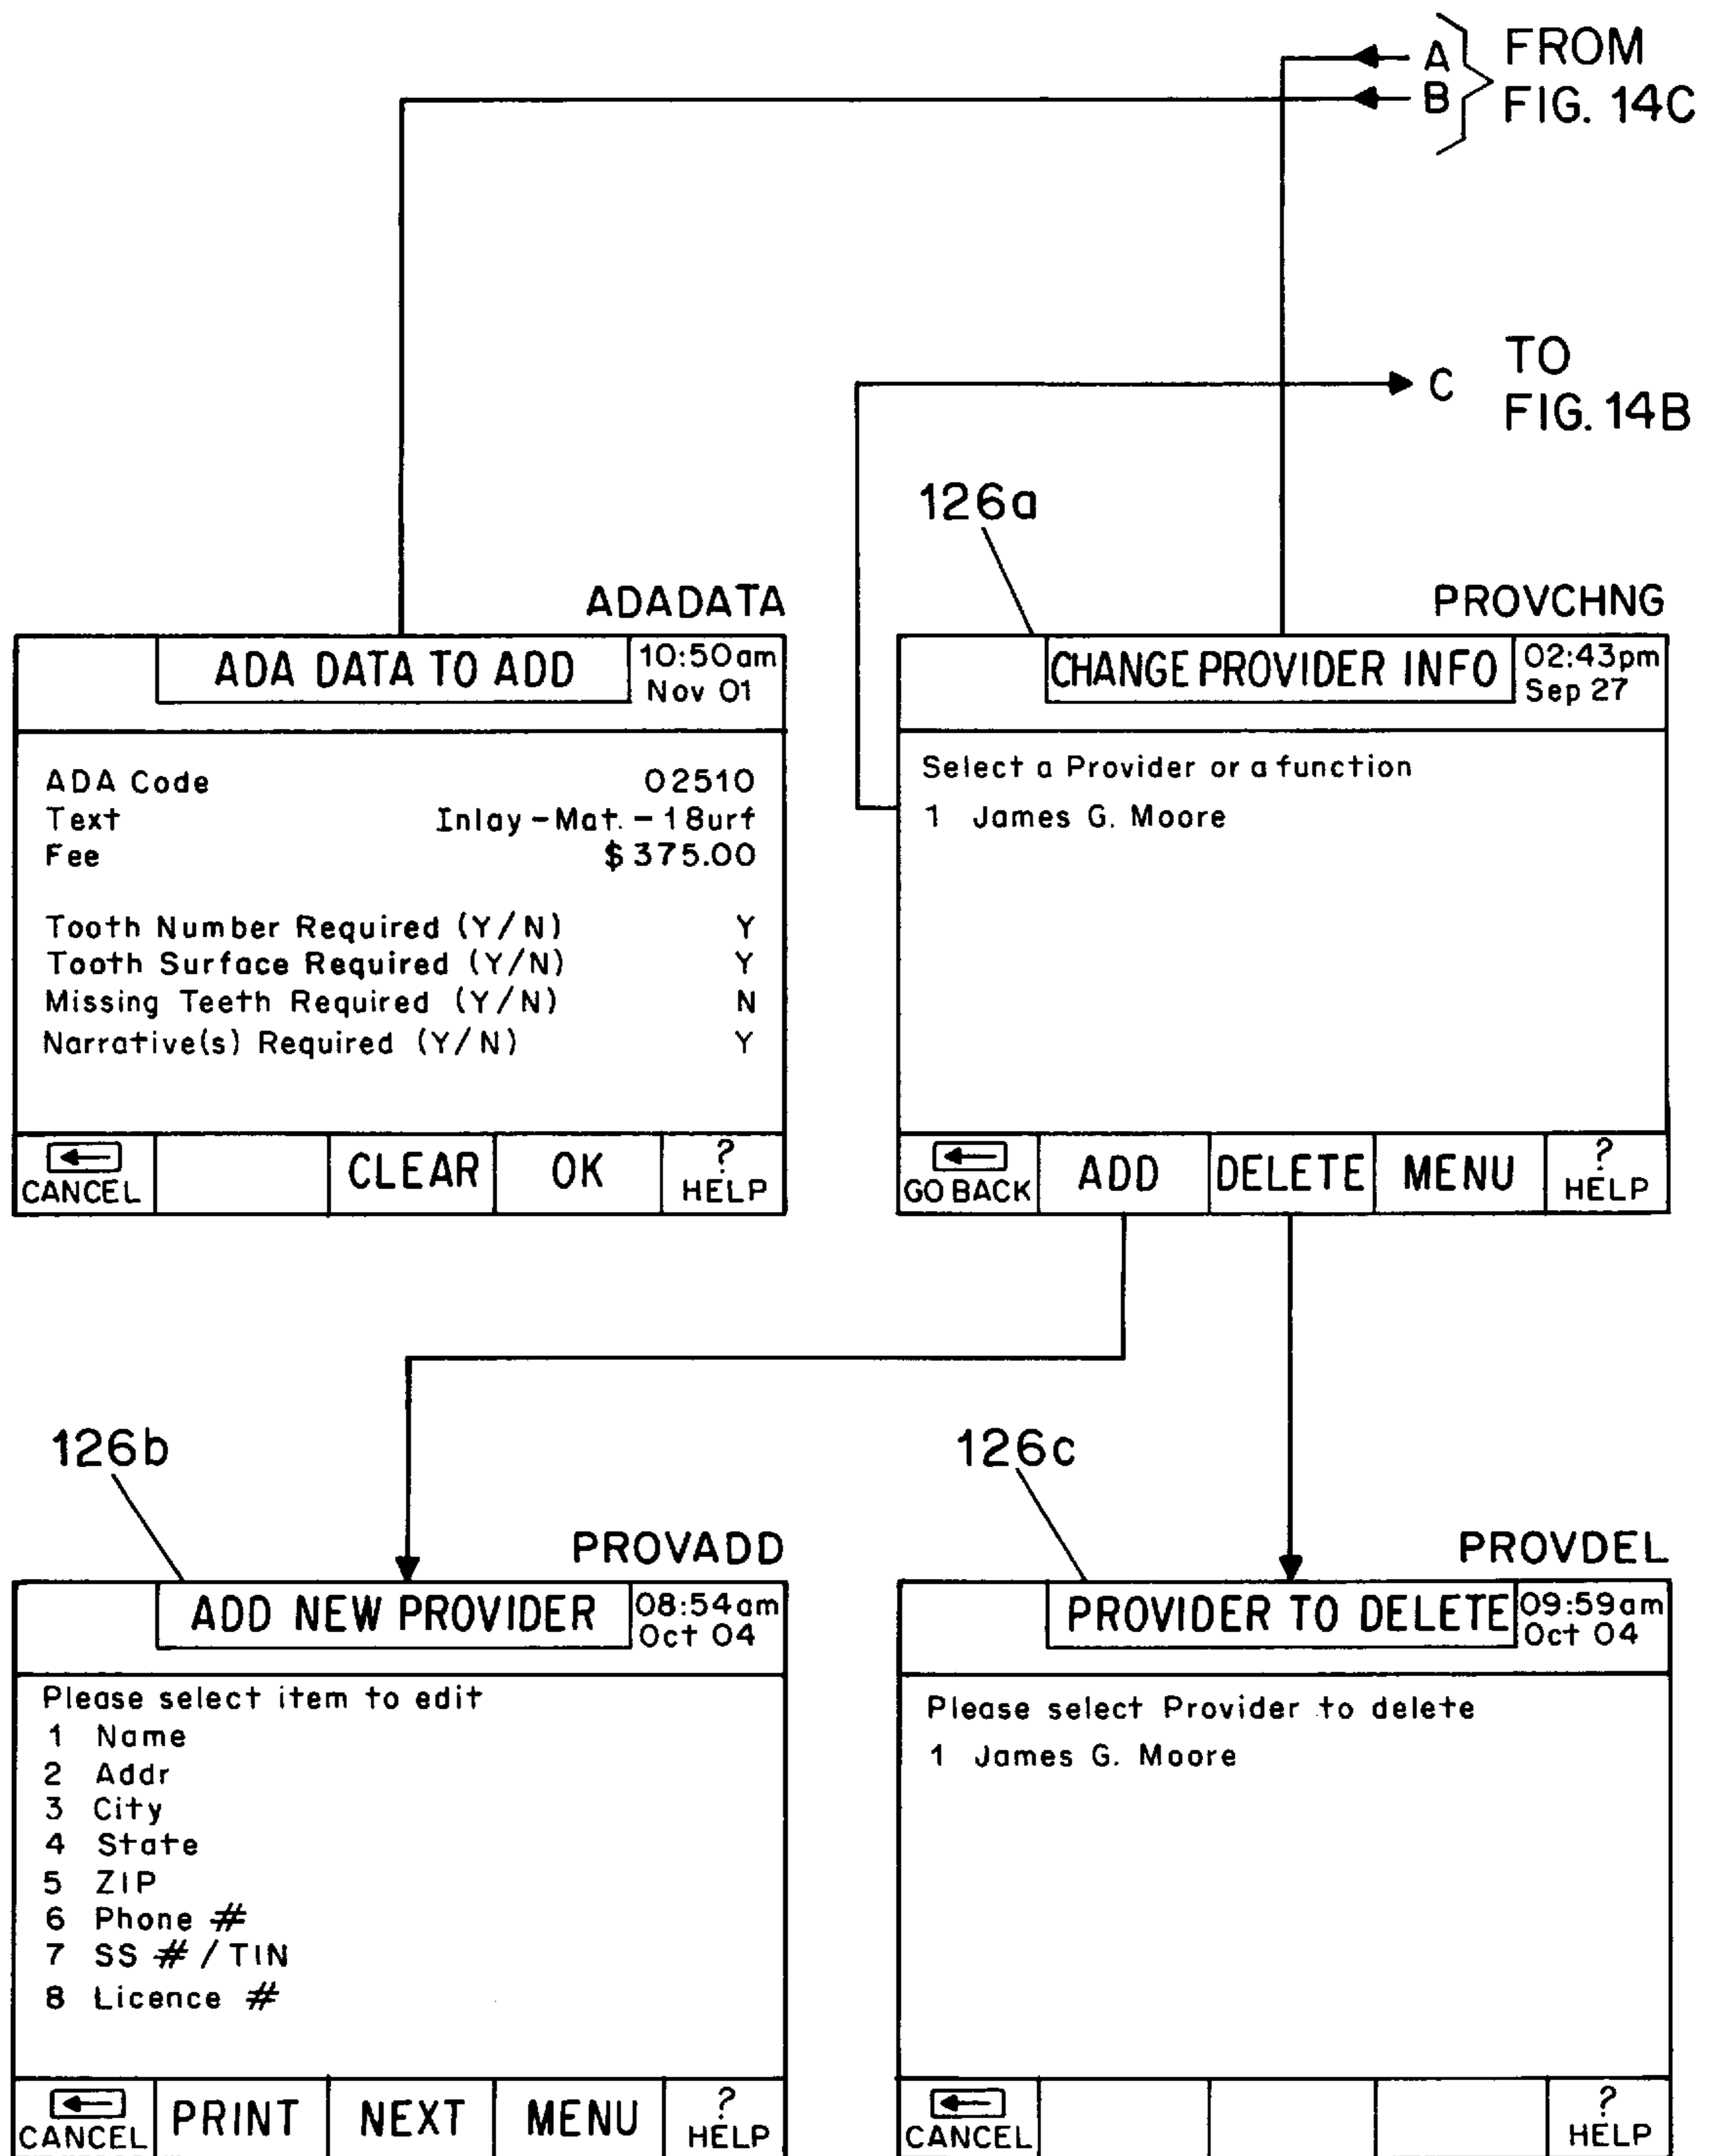 A
B
FROM
FIG. 14C
C
TO
FIG. 14B
ADADATA
ADA DATA TO ADD
10:50am
Nov 01
ADA Code 02510
Text Inlay-Mat.-18urf
Fee $375.00
Tooth Number Required (Y/N) Y
Tooth Surface Required (Y/N) Y
Missing Teeth Required (Y/N) N
Narrative(s) Required (Y/N) Y
CANCEL
CLEAR
OK
?
HELP
126a
PROVCHNG
CHANGE PROVIDER INFO
02:43pm
Sep 27
Select a Provider or a function
1 James G. Moore
GO BACK
ADD
DELETE
MENU
?
HELP
126b
PROVADD
ADD NEW PROVIDER
08:54am
Oct 04
Please select item to edit
1 Name
2 Addr
3 City
4 State
5 ZIP
6 Phone #
7 SS # / TIN
8 Licence #
CANCEL
PRINT
NEXT
MENU
?
HELP
126c
PROVDEL
PROVIDER TO DELETE
09:59am
Oct 04
Please select Provider to delete
1 James G. Moore
CANCEL
?
HELP